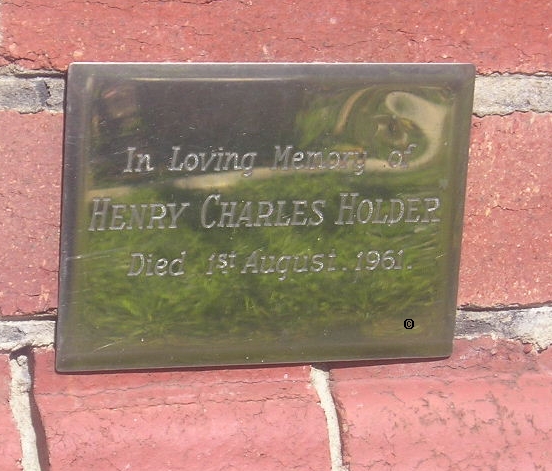 In Loving Memory of
HENRY CHARLES HOLDER
Died 1st August. 1961.
©